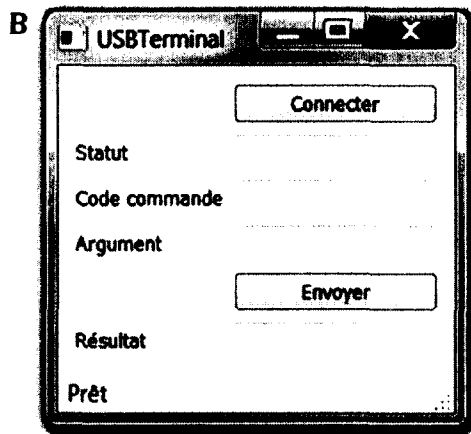 B
USBTerminal
Connecter
Statut
Code commande
Argument
Envoyer
Résultat
Prêt